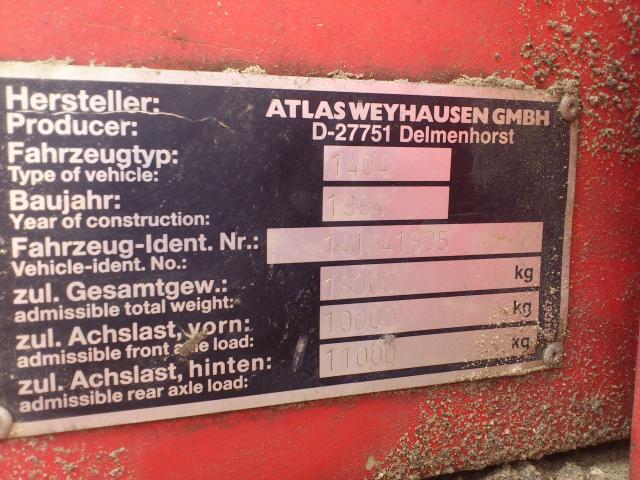 Hersteller: ATLAS WEYHAUSEN GMBH
Producer: D-27751 Delmenhorst
Fahrzeugtyp: 1404
Type of vehicle:
Baujahr: 1994
Year of construction:
Fahrzeug-Ident. Nr.:
Vehicle-ident. No.:
zul. Gesamtgew.: 18000 kg
admissible total weight:
zul. Achslast, vorn: 10000 kg
admissible front axle load:
zul. Achslast, hinten: 11000 kg
admissible rear axle load: